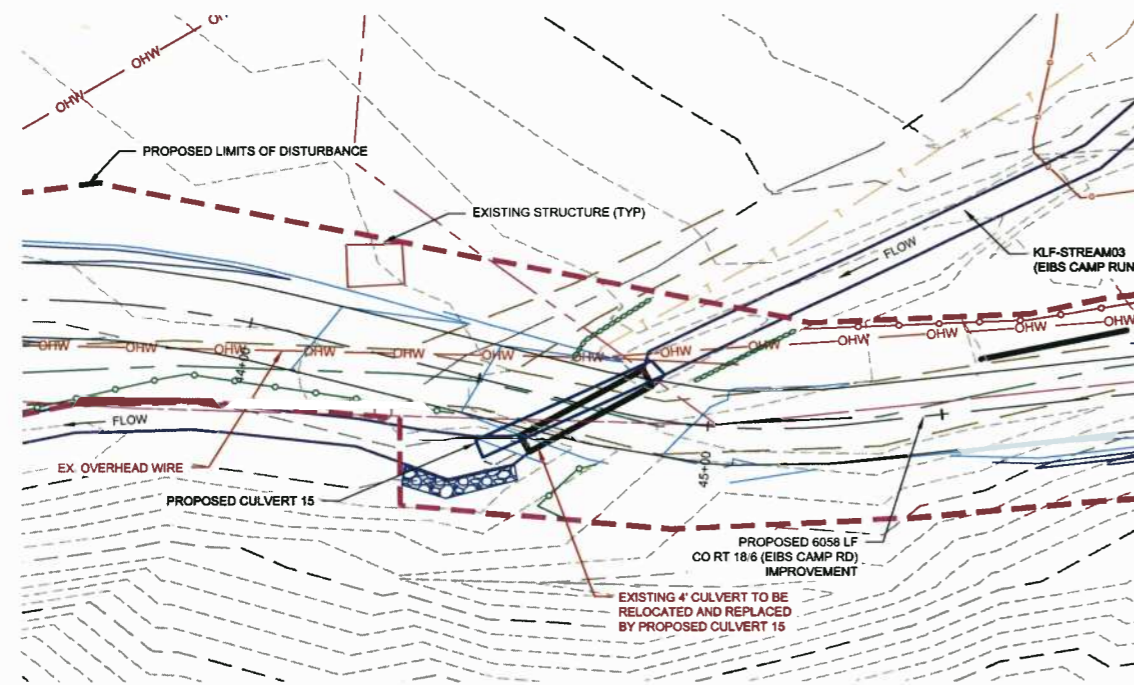 OHW
OHW
OHW
PROPOSED LIMITS OF DISTURBANCE
EXISTING STRUCTURE (TYP)
T
T
T
T
FLOW
KLF-STREAM03
(EIBS CAMP RUN
OHW
OHW
OHW
OHW
OHW
OHW
OHW
OHW
OHW
OHW
OHW
OHW
OHW
44+00
FLOW
EX. OVERHEAD WIRE
PROPOSED CULVERT 15
45+00
PROPOSED 6058 LF
CO RT 18/6 (EIBS CAMP RD)
IMPROVEMENT
EXISTING 4' CULVERT TO BE
RELOCATED AND REPLACED
BY PROPOSED CULVERT 15